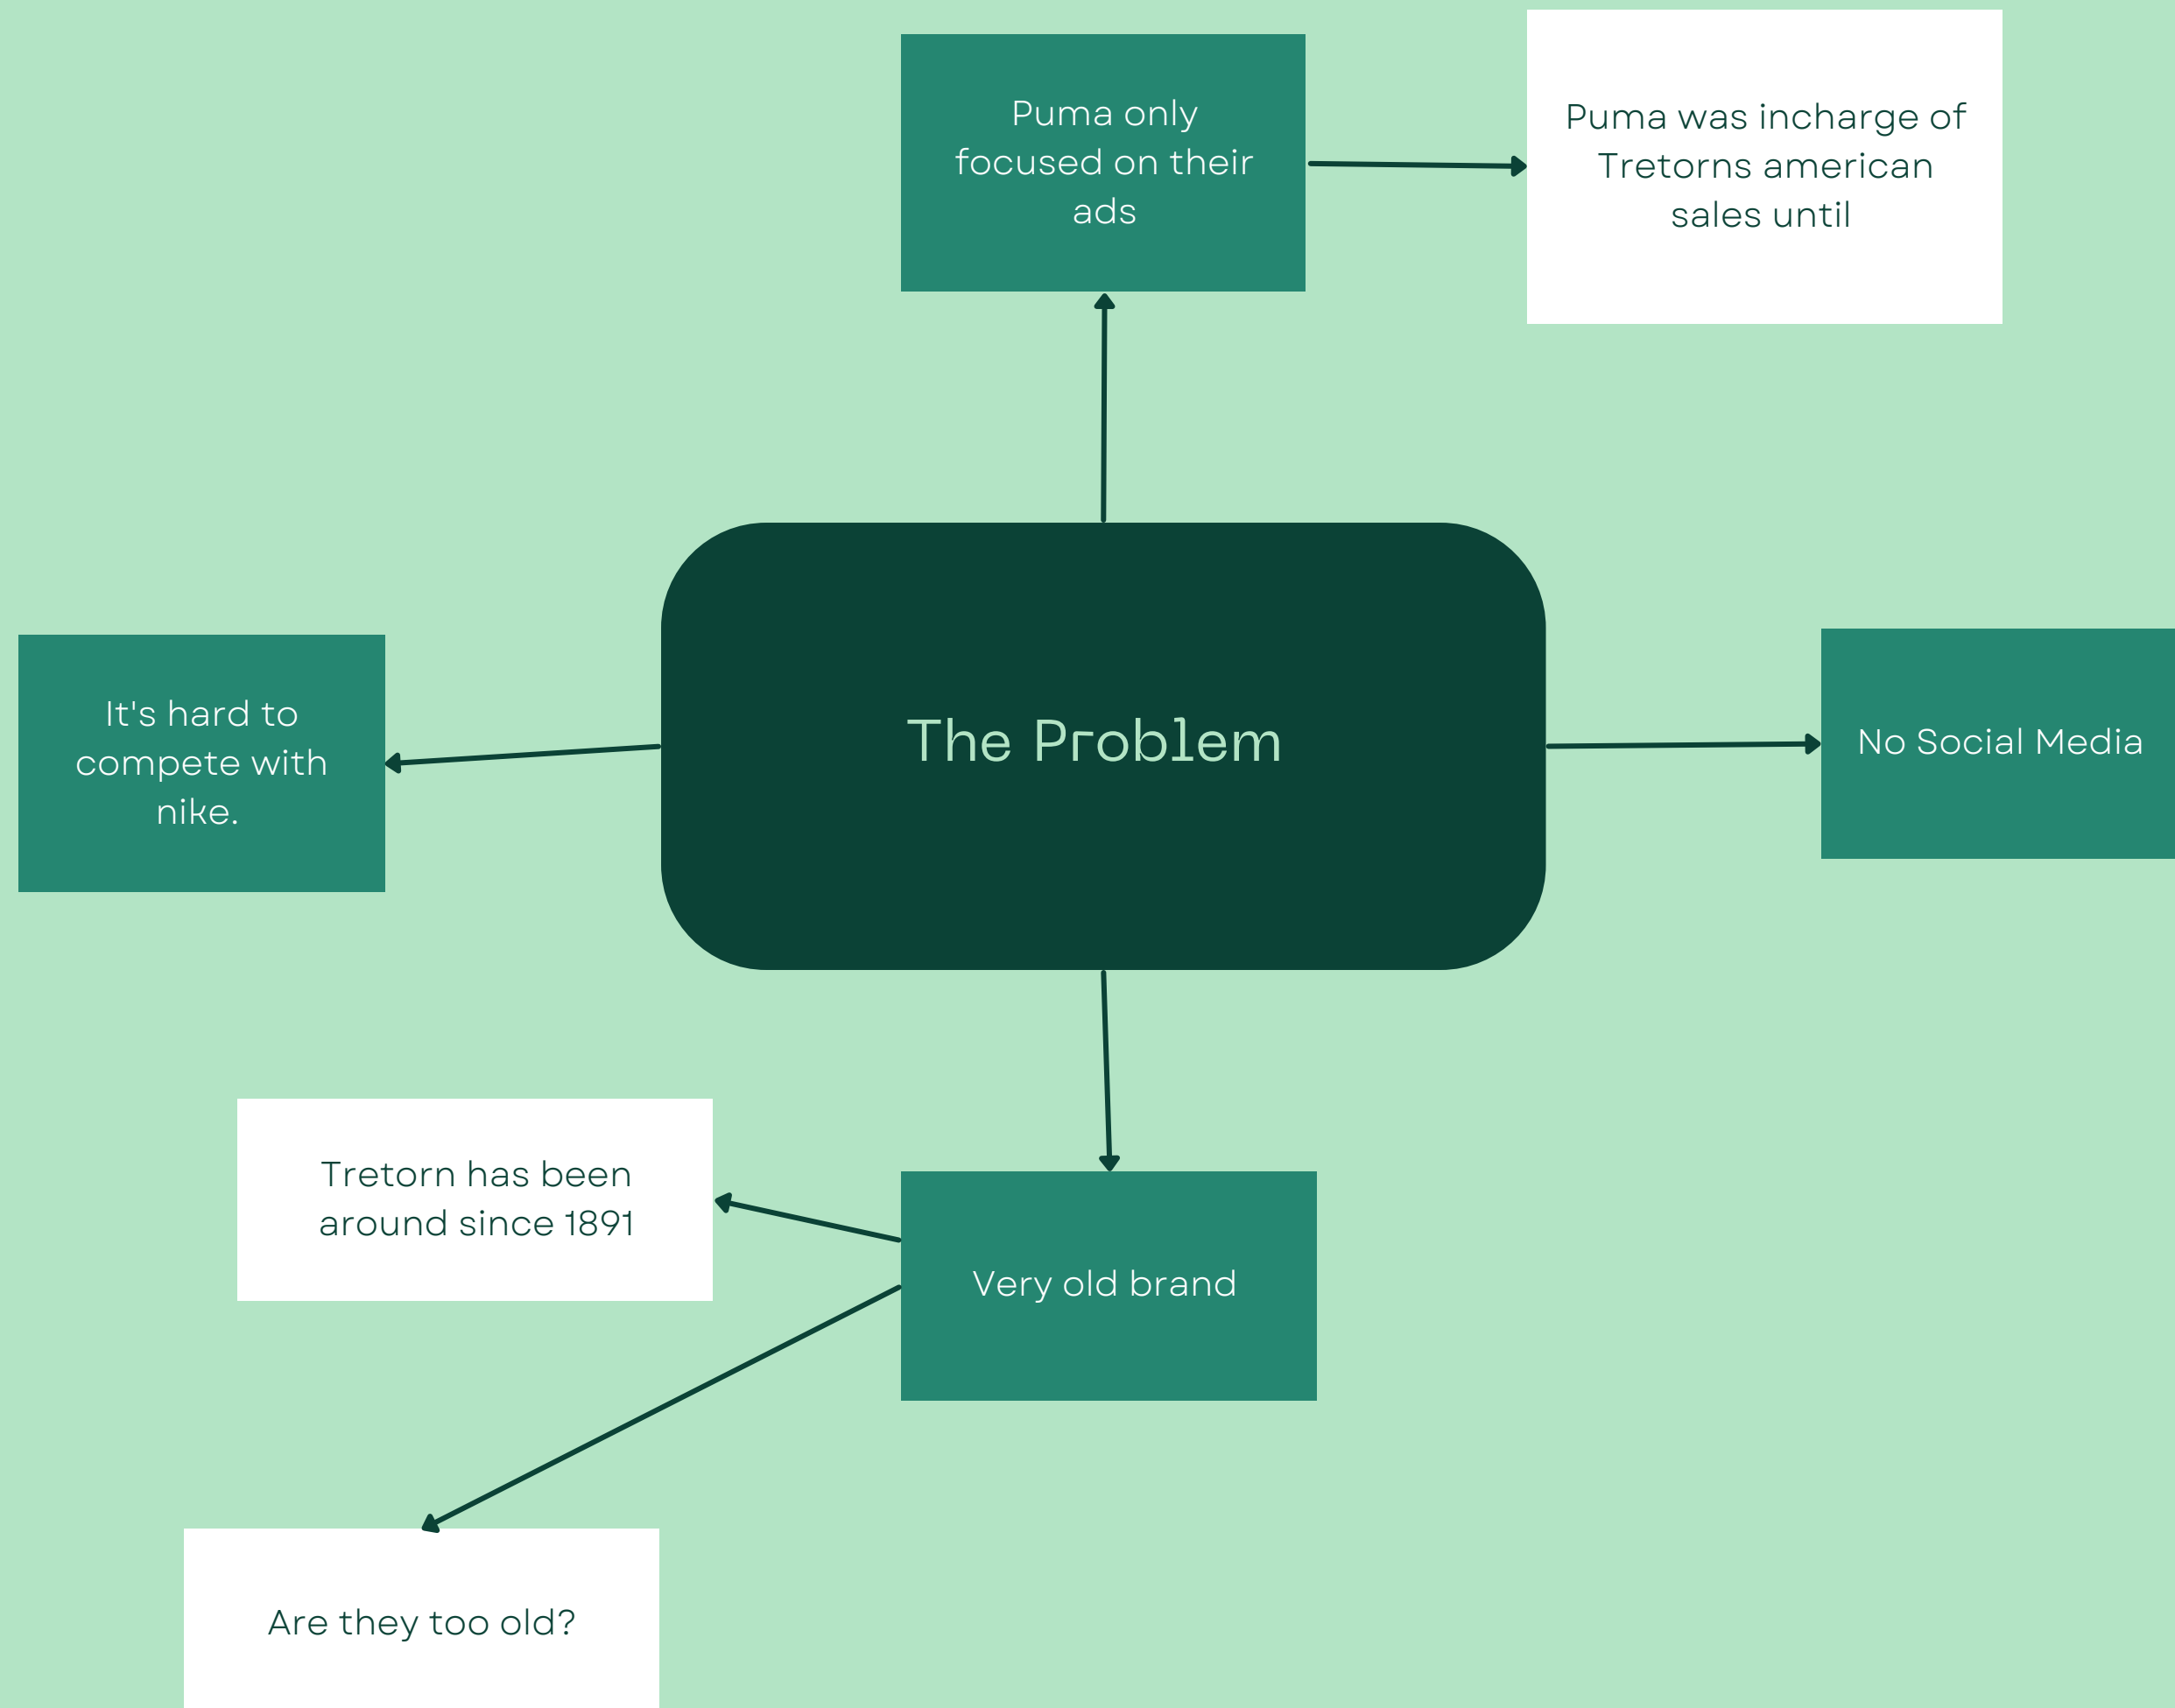 Puma only
focused on their
ads
Puma was incharge of
Tretorns american
sales until
It's hard to
compete with
nike.
The Problem
No Social Media
Tretorn has been
around since 1891
Very old brand
Are they too old?